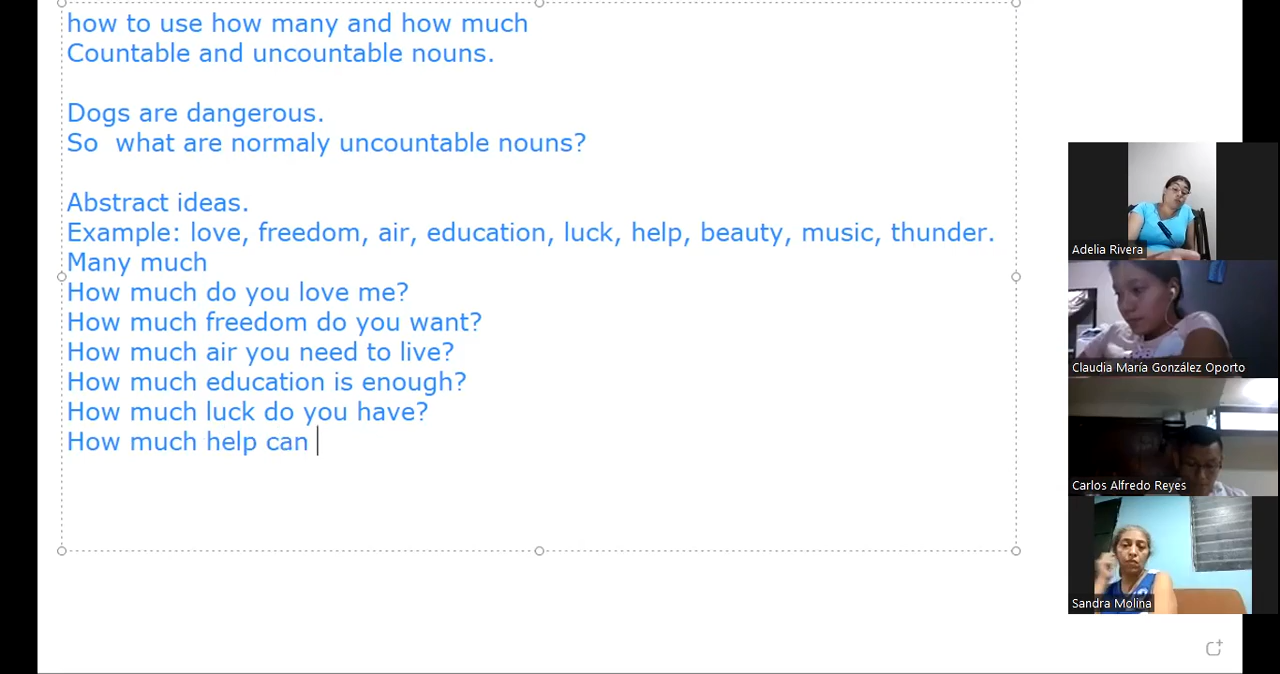 how to use how many and how much
Countable and uncountable nouns.
Dogs are dangerous.
So  what are normaly uncountable nouns?
Abstract ideas.
Example: love, freedom, air, education, luck, help, beauty, music, thunder.
Many much
How much do you love me?
How much freedom do you want?
How much air you need to live?
How much education is enough?
How much luck do you have?
How much help can
Adelia Rivera
Claudia María González Oporto
Carlos Alfredo Reyes
Sandra Molina